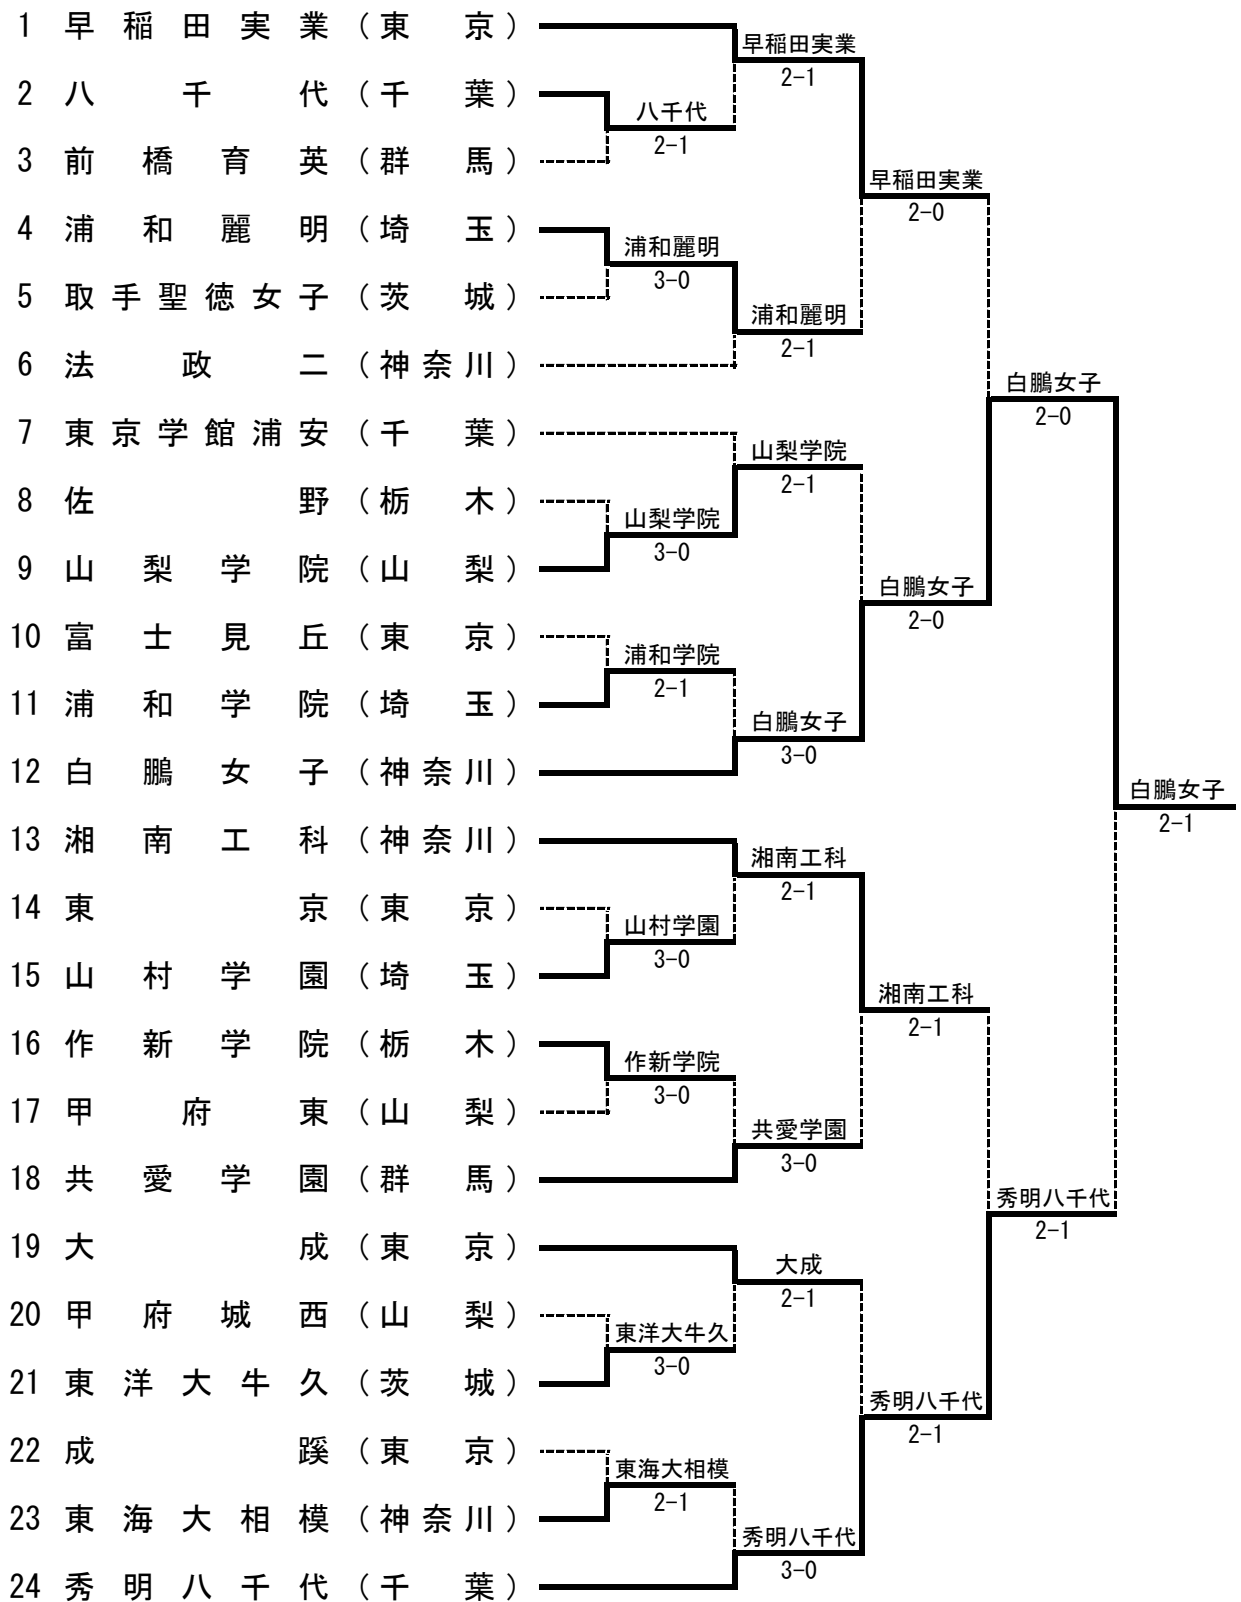 1 早稲田実業（東京）
早稲田実業
2-1
2 八千代（千葉）
八千代
2-1
3 前橋育英（群馬）
早稲田実業
2-0
4 浦和麗明（埼玉）
浦和麗明
3-0
5 取手聖徳女子（茨城）
浦和麗明
2-1
6 法政二（神奈川）
白鵬女子
2-0
7 東京学館浦安（千葉）
山梨学院
2-1
8 佐野（栃木）
山梨学院
3-0
9 山梨学院（山梨）
白鵬女子
2-0
10 富士見丘（東京）
浦和学院
2-1
11 浦和学院（埼玉）
白鵬女子
3-0
12 白鵬女子（神奈川）
白鵬女子
2-1
13 湘南工科（神奈川）
湘南工科
2-1
14 東京（東京）
山村学園
3-0
15 山村学園（埼玉）
湘南工科
2-1
16 作新学院（栃木）
作新学院
3-0
17 甲府東（山梨）
共愛学園
3-0
18 共愛学園（群馬）
秀明八千代
2-1
19 大成（東京）
大成
2-1
20 甲府城西（山梨）
東洋大牛久
3-0
21 東洋大牛久（茨城）
秀明八千代
2-1
22 成蹊（東京）
東海大相模
2-1
23 東海大相模（神奈川）
秀明八千代
3-0
24 秀明八千代（千葉）